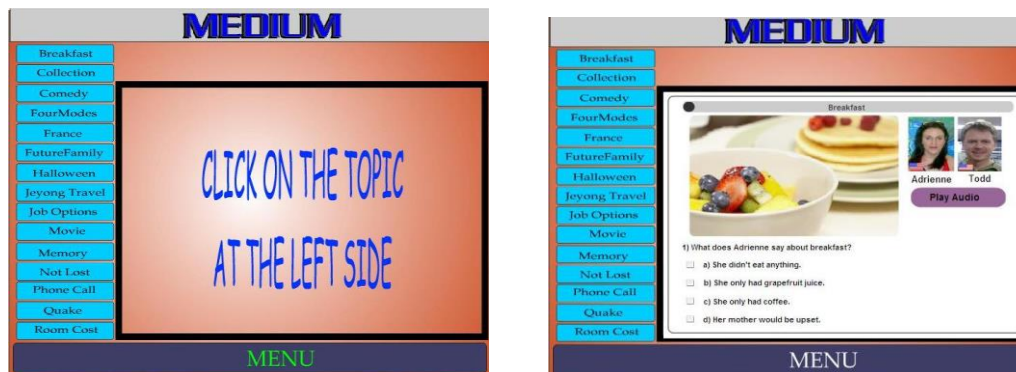 MEDIUM
Breakfast
Collection
Comedy
FourModes
France
FutureFamily
Halloween
Jeyong Travel
Job Options
Movie
Memory
Not Lost
Phone Call
Quake
Room Cost
CLICK ON THE TOPIC
AT THE LEFT SIDE
MENU
MEDIUM
Breakfast
Collection
Comedy
FourModes
France
FutureFamily
Halloween
Jeyong Travel
Job Options
Movie
Memory
Not Lost
Phone Call
Quake
Room Cost
Breakfast
Adrienne Todd
Play Audio
1) What does Adrienne say about breakfast?
a) She didn't eat anything.
b) She only had grapefruit juice.
c) She only had coffee.
d) Her mother would be upset.
MENU